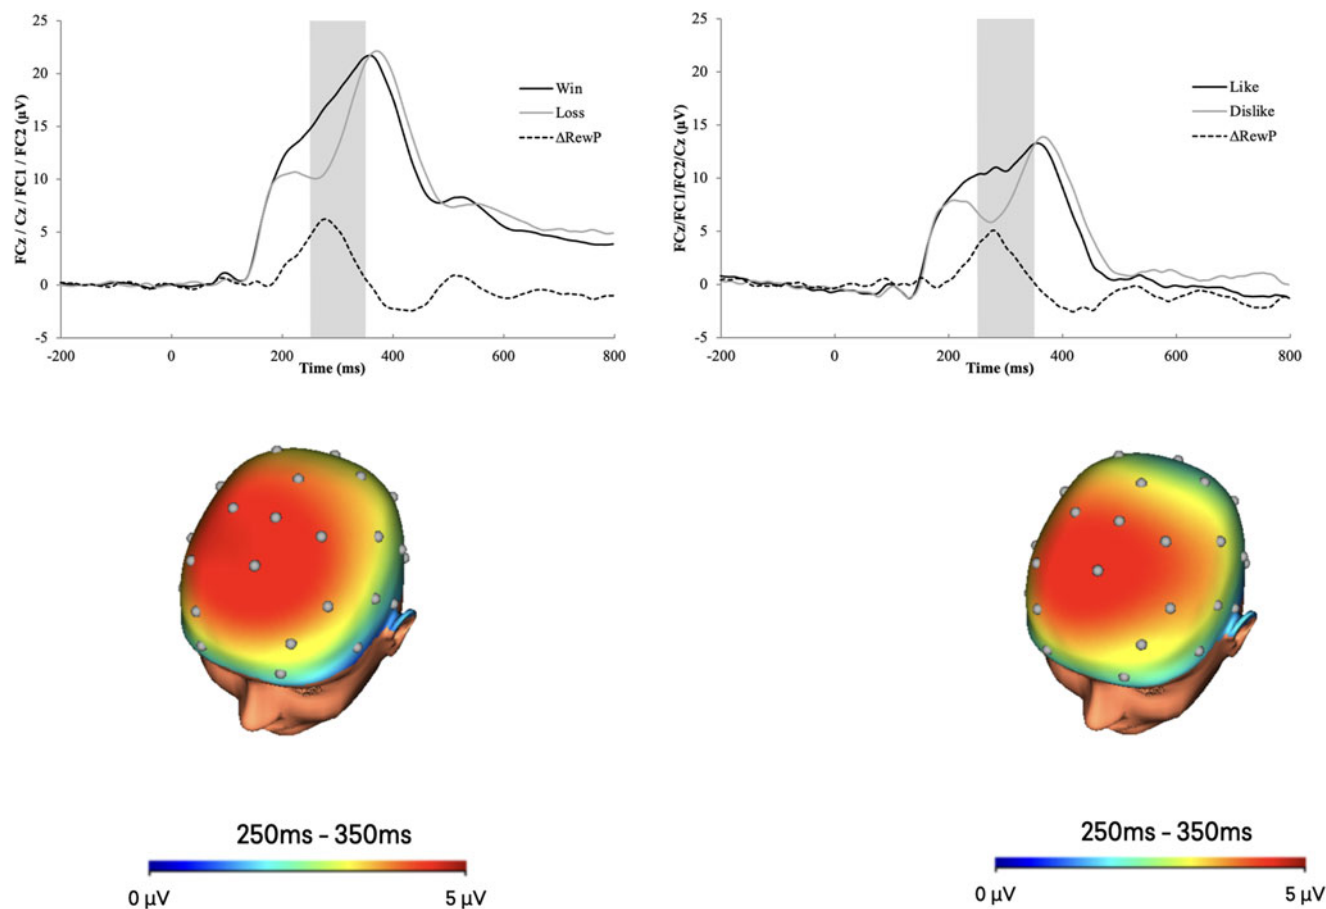 25
20
15
10
5
0
-5
FCz / Cz / FC1 / FC2 (µV)
-200
0
200
400
600
800
Time (ms)
Win
Loss
ΔRewP
25
20
15
10
5
0
-5
FCz/FC1/FC2/Cz (µV)
-200
0
200
400
600
800
Time (ms)
Like
Dislike
ΔRewP
250ms - 350ms
0 µV
5 µV
250ms - 350ms
0 µV
5 µV